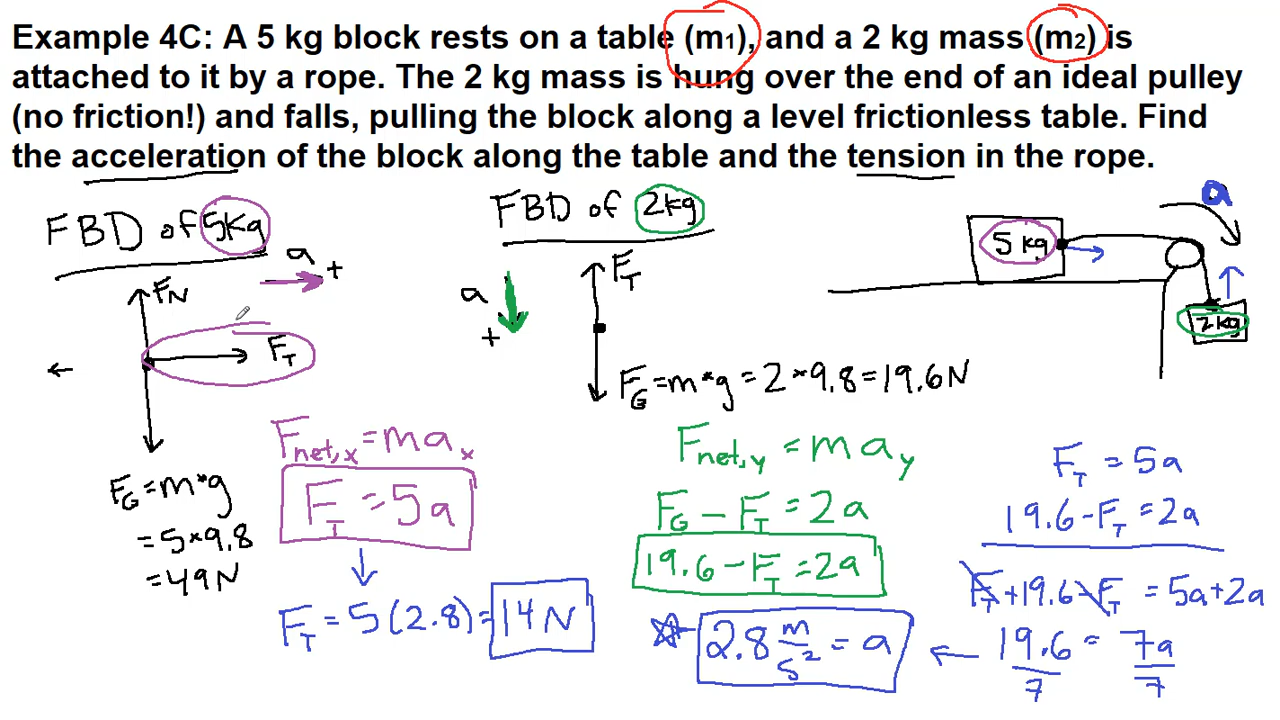 Example 4C: A 5 kg block rests on a table (m1), and a 2 kg mass (m2) is
attached to it by a rope. The 2 kg mass is hung over the end of an ideal pulley
(no friction!) and falls, pulling the block along a level frictionless table. Find
the acceleration of the block along the table and the tension in the rope.
FBD of 5Kg
a
+
FN
FT
FG=m*g
=5*9.8
=49N
Fnet,x=max
FT=5a
FT=5(2.8)=14N
FBD of 2kg
FT
a
+
FG=m*g=2*9.8=19.6N
Fnet,y=may
FG-FT=2a
19.6-FT=2a
2.8 m/s²=a
a
5 kg
2kg
FT=5a
19.6-FT=2a
FT+19.6-FT=5a+2a
19.6=7a
7 7